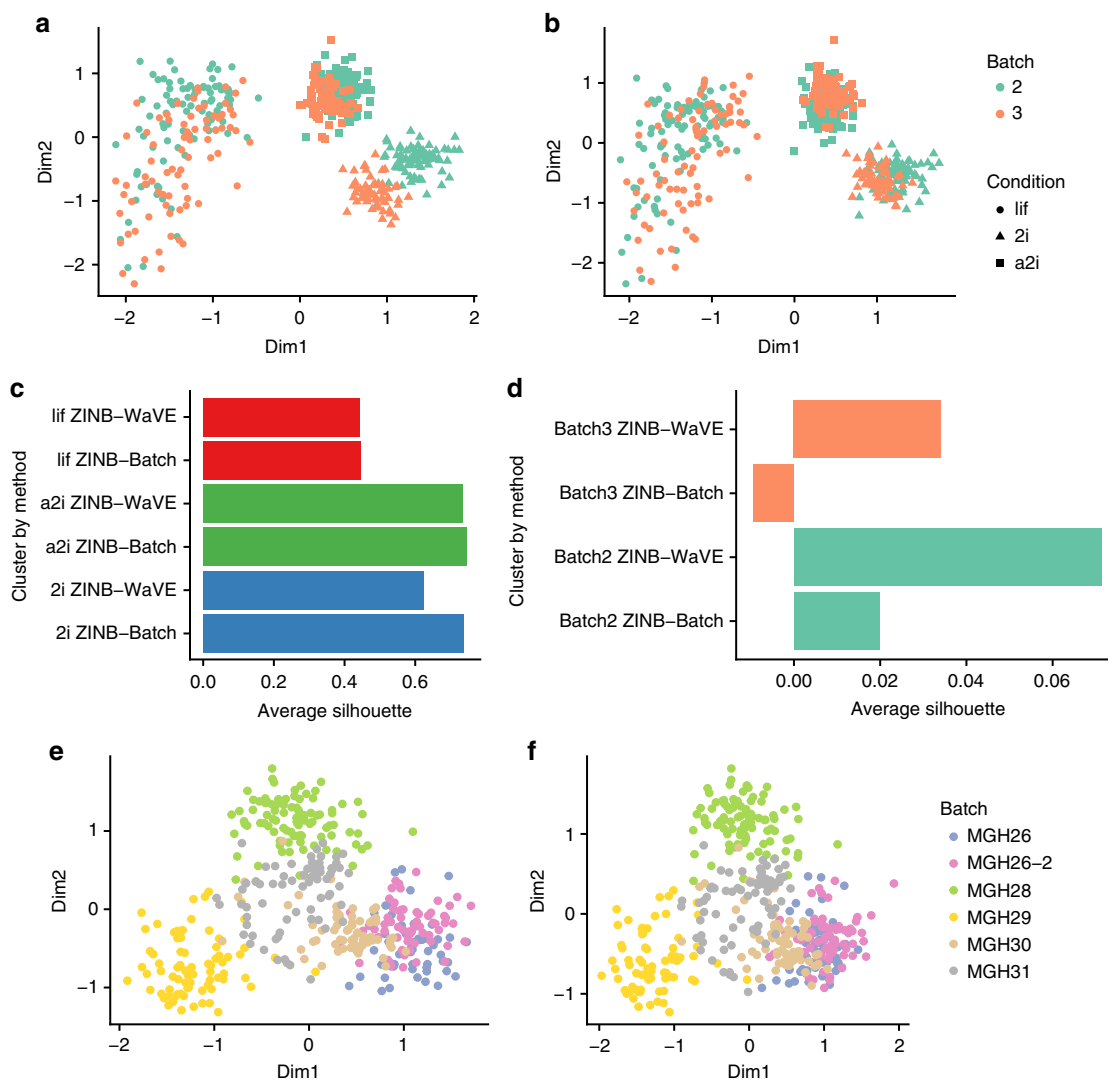 a
1
0
−1
−2
Dim2
−2
−1
0
1
2
Dim1
b
1
0
−1
−2
Dim2
−2
−1
0
1
Dim1
Batch
2
3
Condition
lif
2i
a2i
c
Cluster by method
lif ZINB−WaVE
lif ZINB−Batch
a2i ZINB−WaVE
a2i ZINB−Batch
2i ZINB−WaVE
2i ZINB−Batch
0.0
0.2
0.4
0.6
Average silhouette
d
Cluster by method
Batch3 ZINB−WaVE
Batch3 ZINB−Batch
Batch2 ZINB−WaVE
Batch2 ZINB−Batch
0.00
0.02
0.04
0.06
Average silhouette
e
1
0
−1
Dim2
−2
−1
0
1
Dim1
f
1
0
−1
Dim2
−2
−1
0
1
2
Dim1
Batch
MGH26
MGH26−2
MGH28
MGH29
MGH30
MGH31